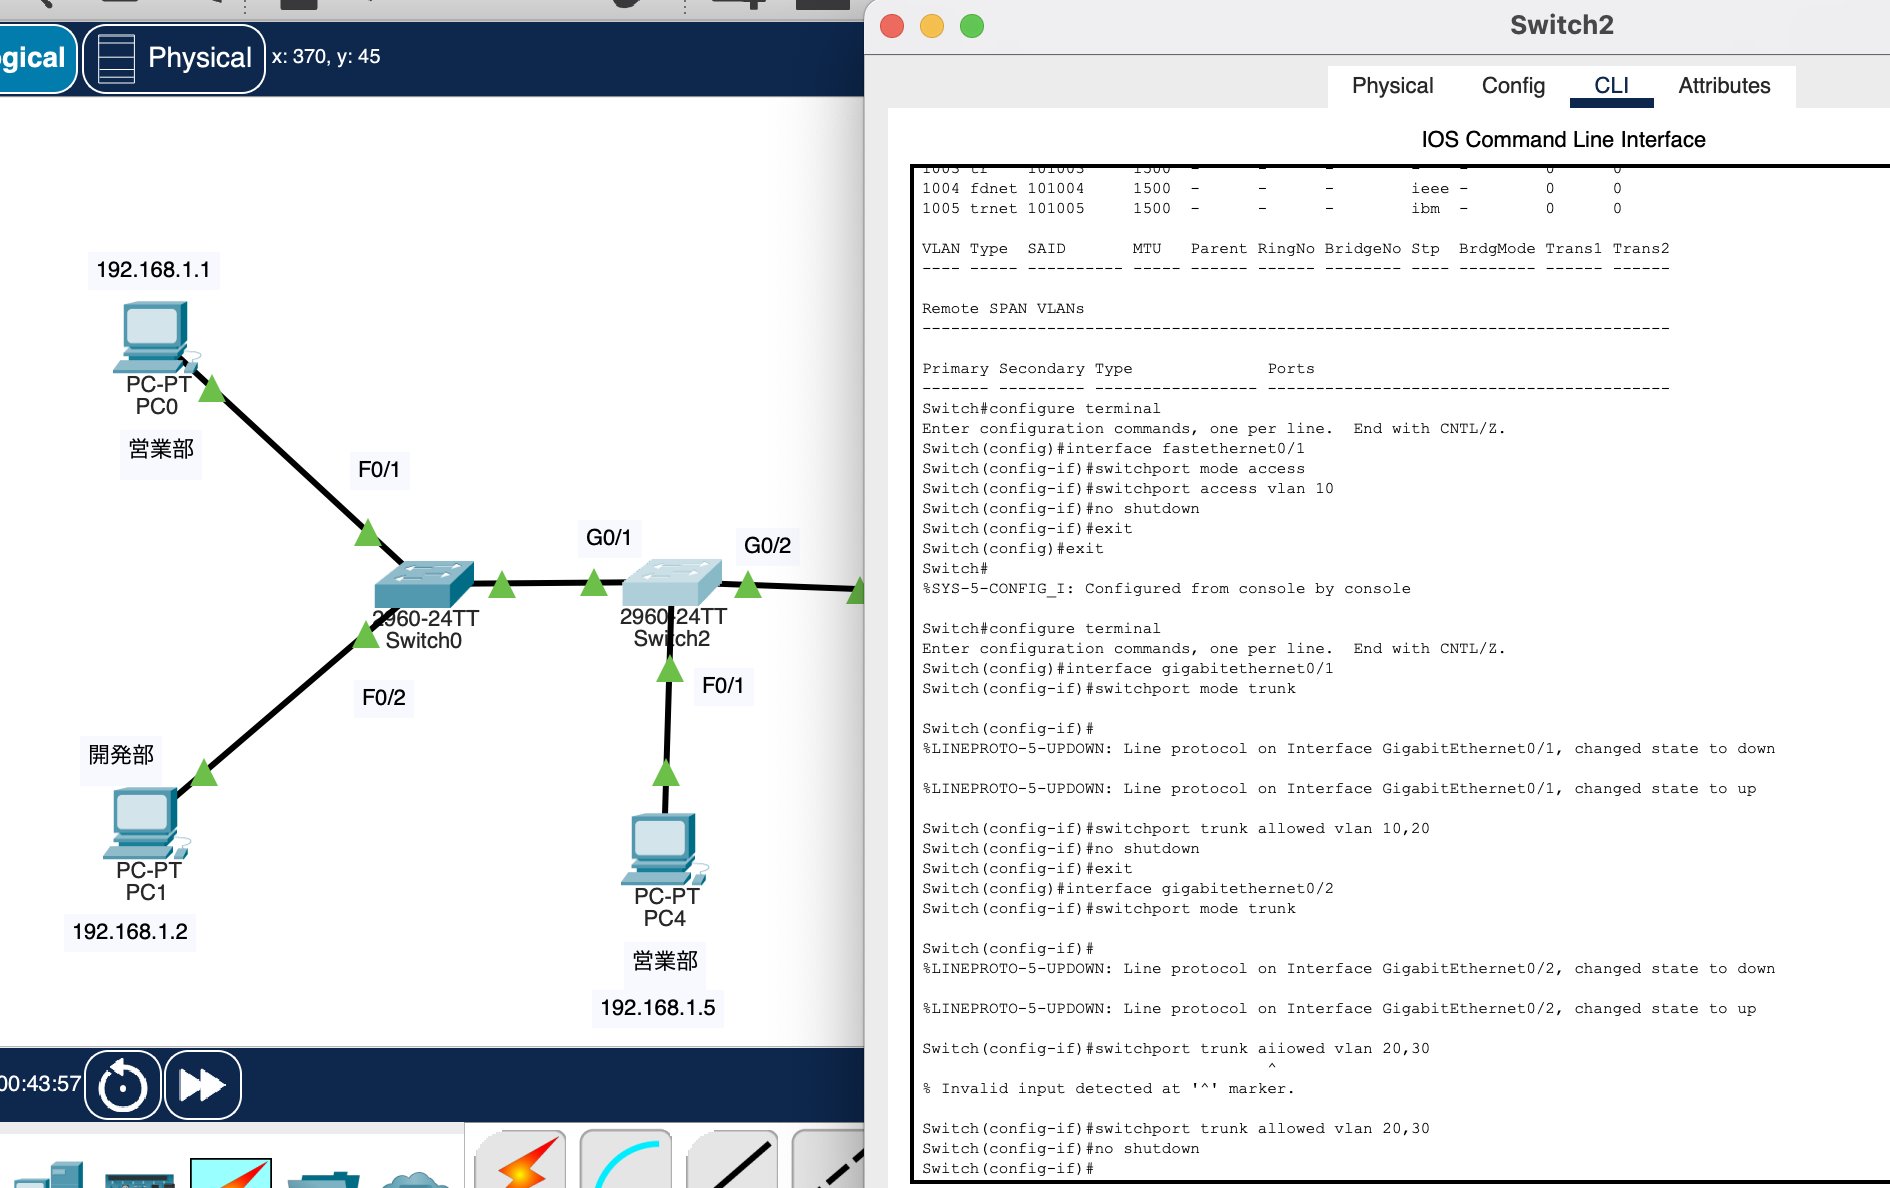 gical
Physical
x: 370, y: 45
192.168.1.1
PC-PT
PC0
営業部
F0/1
G0/1
G0/2
2960-24TT
Switch0
2960-24TT
Switch2
F0/1
F0/2
開発部
PC-PT
PC1
192.168.1.2
PC-PT
PC4
営業部
192.168.1.5
00:43:57
Switch2
Physical Config CLI Attributes
IOS Command Line Interface
1003 tr 101003 1500 - - - - - 0 0
1004 fdnet 101004 1500 - - - ieee - 0 0
1005 trnet 101005 1500 - - - ibm - 0 0
VLAN Type SAID MTU Parent RingNo BridgeNo Stp BrdgMode Trans1 Trans2
---- ----- ---------- ----- ------ ------ -------- ---- -------- ------ ------
Remote SPAN VLANs
------------------------------------------------------------------------------
Primary Secondary Type Ports
------- --------- ----------------- ------------------------------------------
Switch#configure terminal
Enter configuration commands, one per line. End with CNTL/Z.
Switch(config)#interface fastethernet0/1
Switch(config-if)#switchport mode access
Switch(config-if)#switchport access vlan 10
Switch(config-if)#no shutdown
Switch(config-if)#exit
Switch(config)#exit
Switch#
%SYS-5-CONFIG_I: Configured from console by console
Switch#configure terminal
Enter configuration commands, one per line. End with CNTL/Z.
Switch(config)#interface gigabitethernet0/1
Switch(config-if)#switchport mode trunk
Switch(config-if)#
%LINEPROTO-5-UPDOWN: Line protocol on Interface GigabitEthernet0/1, changed state to down
%LINEPROTO-5-UPDOWN: Line protocol on Interface GigabitEthernet0/1, changed state to up
Switch(config-if)#switchport trunk allowed vlan 10,20
Switch(config-if)#no shutdown
Switch(config-if)#exit
Switch(config)#interface gigabitethernet0/2
Switch(config-if)#switchport mode trunk
Switch(config-if)#
%LINEPROTO-5-UPDOWN: Line protocol on Interface GigabitEthernet0/2, changed state to down
%LINEPROTO-5-UPDOWN: Line protocol on Interface GigabitEthernet0/2, changed state to up
Switch(config-if)#switchport trunk aiiowed vlan 20,30
^
% Invalid input detected at '^' marker.
Switch(config-if)#switchport trunk allowed vlan 20,30
Switch(config-if)#no shutdown
Switch(config-if)#